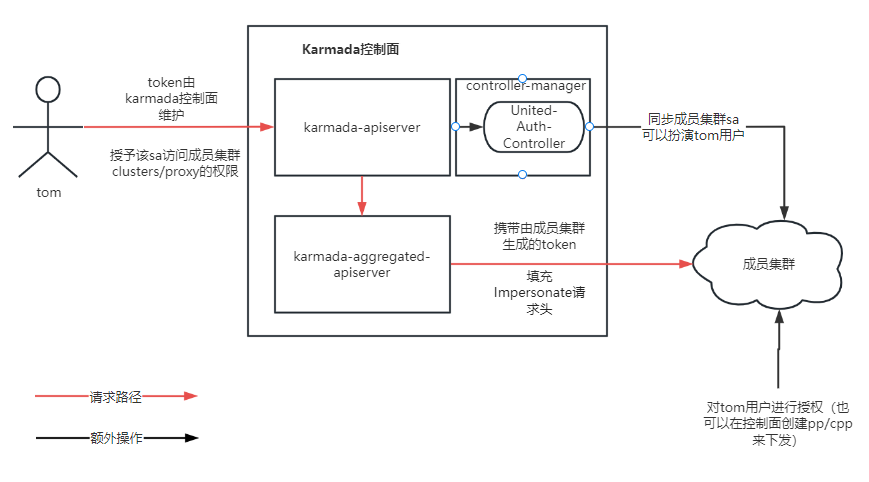 Karmada控制面
token由
karmada控制面
维护
授予该sa访问成员集群
clusters/proxy的权限
tom
karmada-apiserver
controller-manager
United-
Auth-
Controller
同步成员集群sa
可以扮演tom用户
karmada-aggregated-
apiserver
携带由成员集群
生成的token
填充
Impersonate请
求头
成员集群
请求路径
额外操作
对tom用户进行授权（也
可以在控制面创建pp/cpp
来下发）